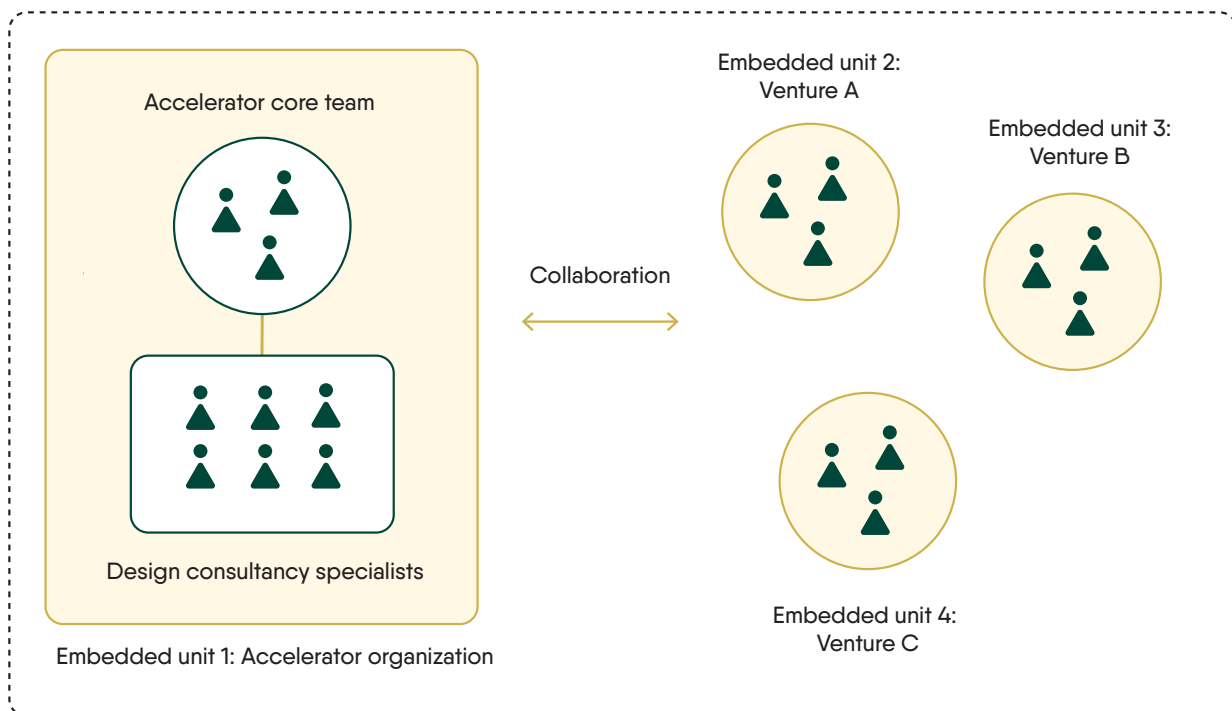 Accelerator core team
Design consultancy specialists
Embedded unit 1: Accelerator organization
Collaboration
Embedded unit 2:
Venture A
Embedded unit 3:
Venture B
Embedded unit 4:
Venture C